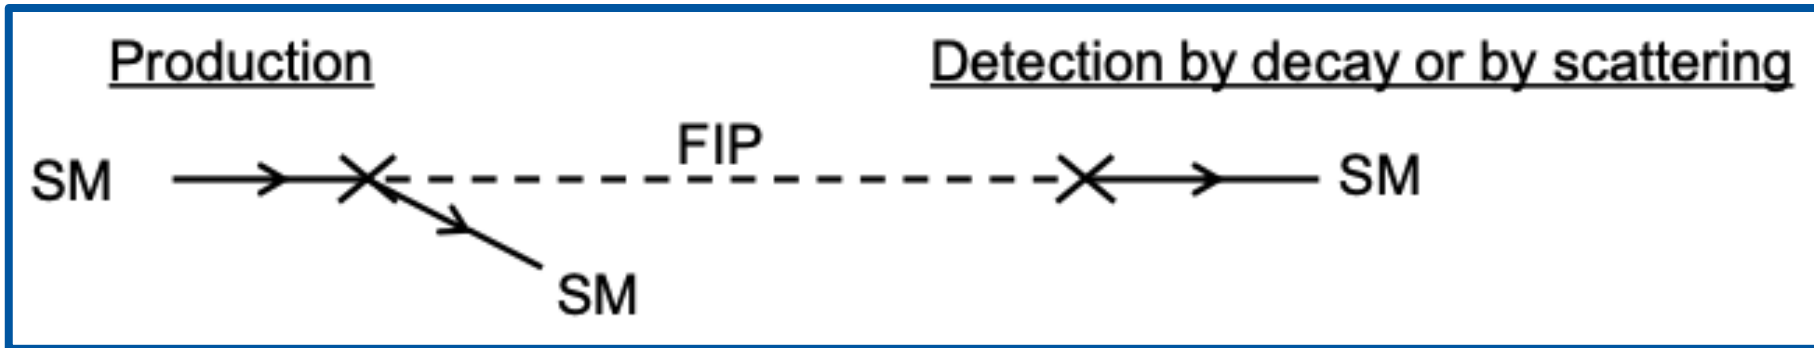 Production
Detection by decay or by scattering
FIP
SM
SM
SM